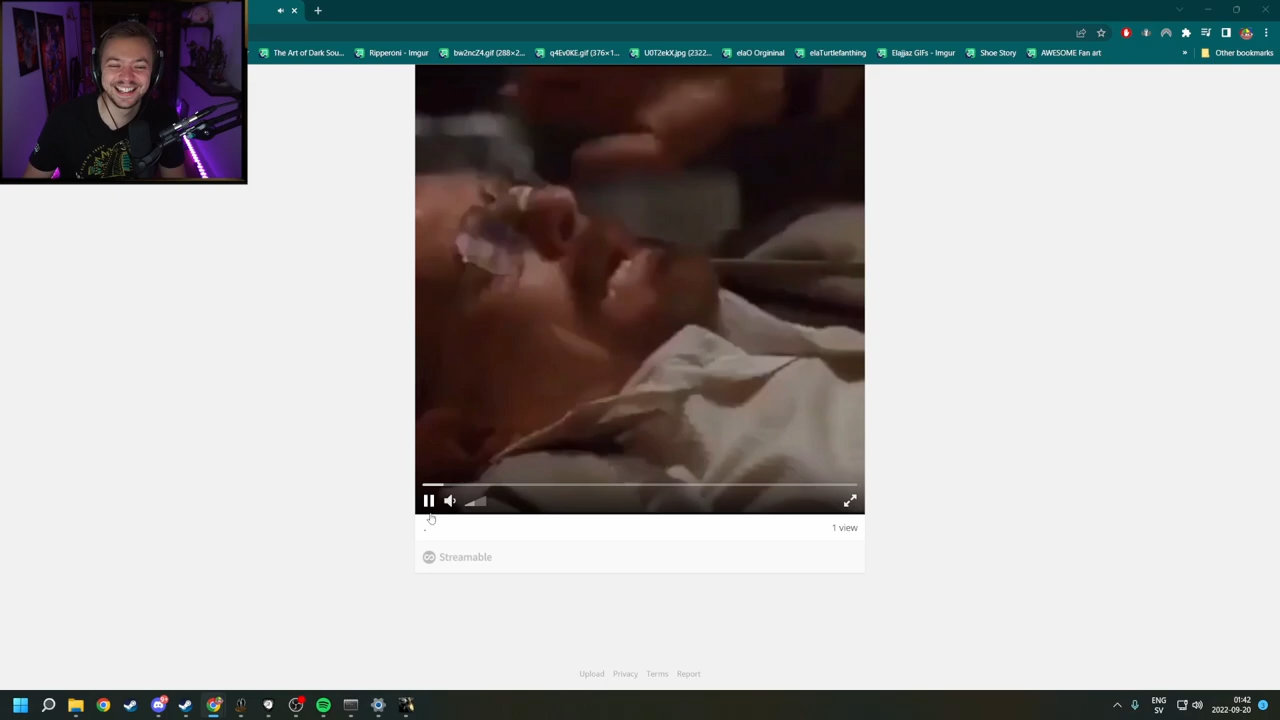 The Art of Dark Sou...
Ripperoni - Imgur
bw2ncZ4.gif (288×2...
q4Ev0KE.gif (376×1...
U0T2ekX.jpg (2322...
elaO Orgininal
elaTurtlefanthing
Elajjaz GIFs - Imgur
Shoe Story
AWESOME Fan art
»
Other bookmarks
.
1 view
Streamable
Upload
Privacy
Terms
Report
ENG
SV
01:42
2022-09-20